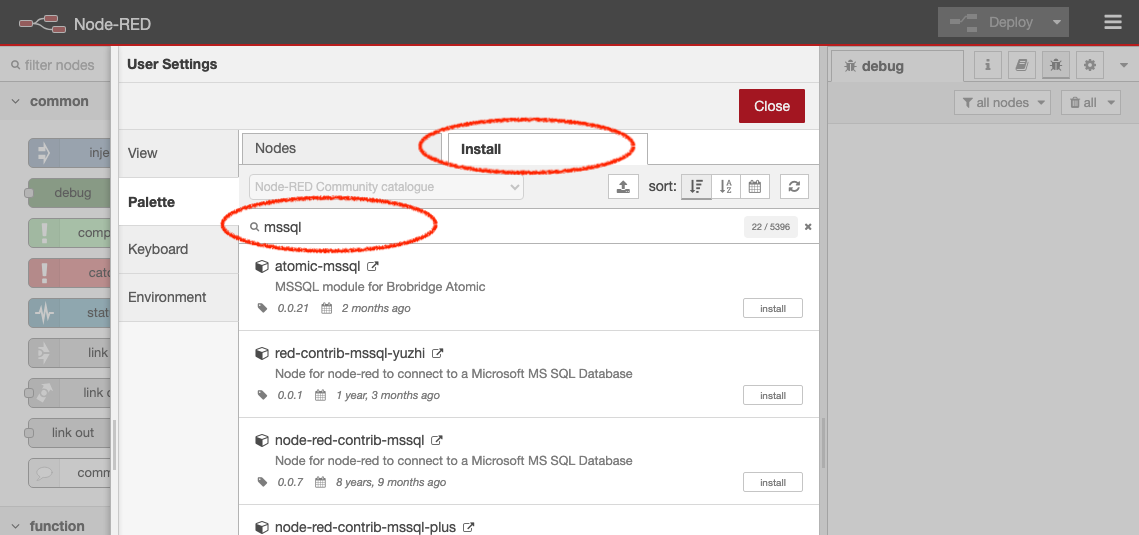 Node-RED
Deploy
filter nodes
User Settings
debug
i
all nodes
all
Close
common
inje
debug
comp
catc
stat
link
link o
link out
comm
function
View
Palette
Keyboard
Environment
Nodes
Install
Node-RED Community catalogue
sort:
mssql
22 / 5396
atomic-mssql
MSSQL module for Brobridge Atomic
0.0.21 2 months ago
install
red-contrib-mssql-yuzhi
Node for node-red to connect to a Microsoft MS SQL Database
0.0.1 1 year, 3 months ago
install
node-red-contrib-mssql
Node for node-red to connect to a Microsoft MS SQL Database
0.0.7 8 years, 9 months ago
install
node-red-contrib-mssql-plus